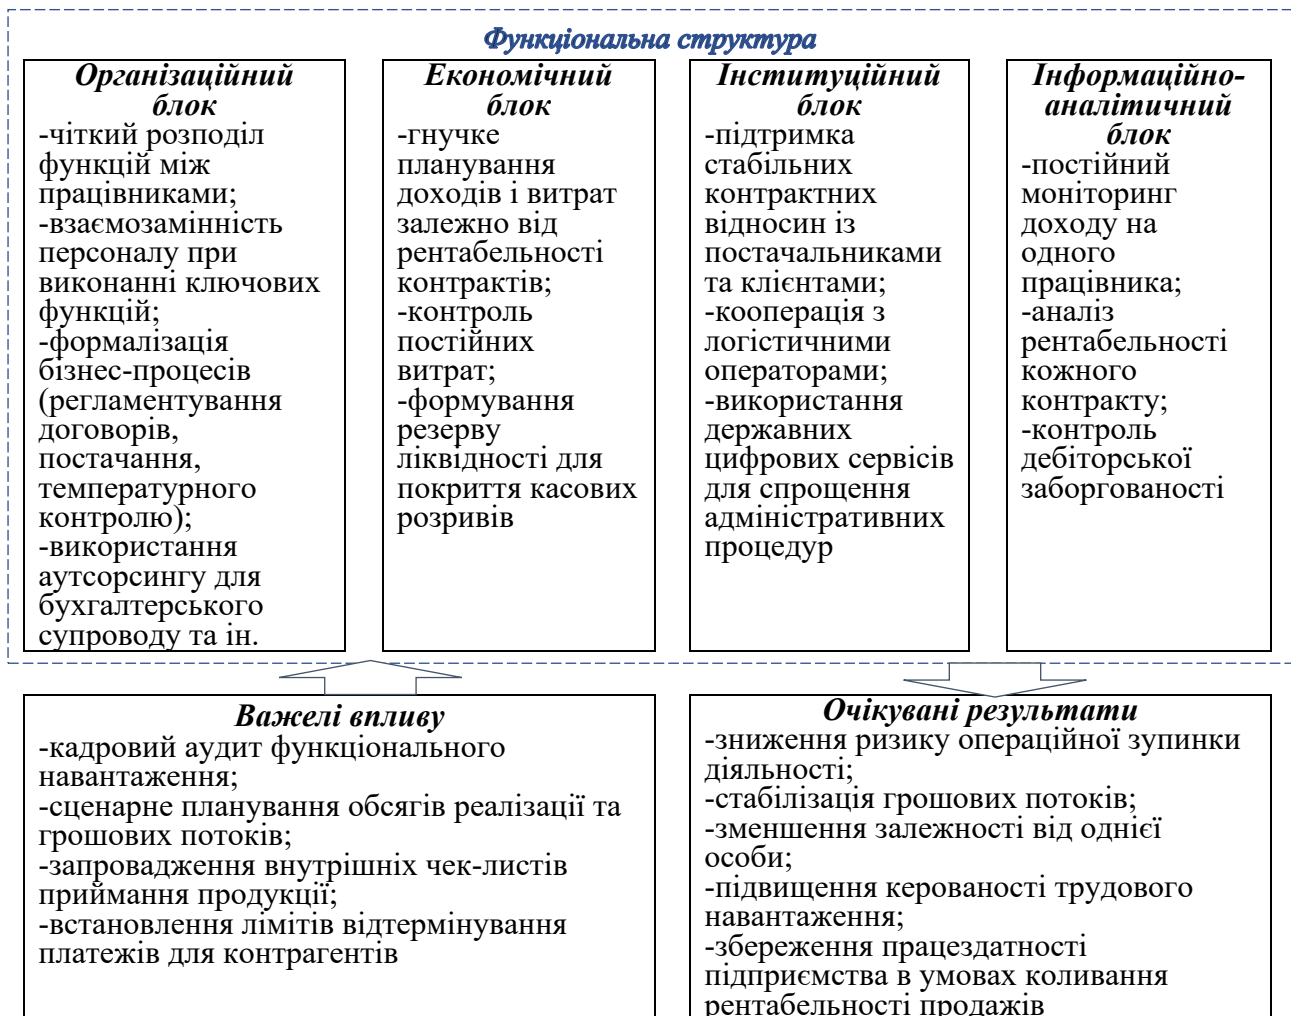 Функціональна структура
Організаційний
блок
-чіткий розподіл
функцій між
працівниками;
-взаємозамінність
персоналу при
виконанні ключових
функцій;
-формалізація
бізнес-процесів
(регламентування
договорів,
постачання,
температурного
контролю);
-використання
аутсорсингу для
бухгалтерського
супроводу та ін.
Економічний
блок
-гнучке
планування
доходів і витрат
залежно від
рентабельності
контрактів;
-контроль
постійних
витрат;
-формування
резерву
ліквідності для
покриття касових
розривів
Інституційний
блок
-підтримка
стабільних
контрактних
відносин із
постачальниками
та клієнтами;
-кооперація з
логістичними
операторами;
-використання
державних
цифрових сервісів
для спрощення
адміністративних
процедур
Інформаційно-
аналітичний
блок
-постійний
моніторинг
доходу на
одного
працівника;
-аналіз
рентабельності
кожного
контракту;
-контроль
дебіторської
заборгованості
Важелі впливу
-кадровий аудит функціонального
навантаження;
-сценарне планування обсягів реалізації та
грошових потоків;
-запровадження внутрішніх чек-листів
приймання продукції;
-встановлення лімітів відтермінування
платежів для контрагентів
Очікувані результати
-зниження ризику операційної зупинки
діяльності;
-стабілізація грошових потоків;
-зменшення залежності від однієї
особи;
-підвищення керованості трудового
навантаження;
-збереження працездатності
підприємства в умовах коливання
рентабельності продажів